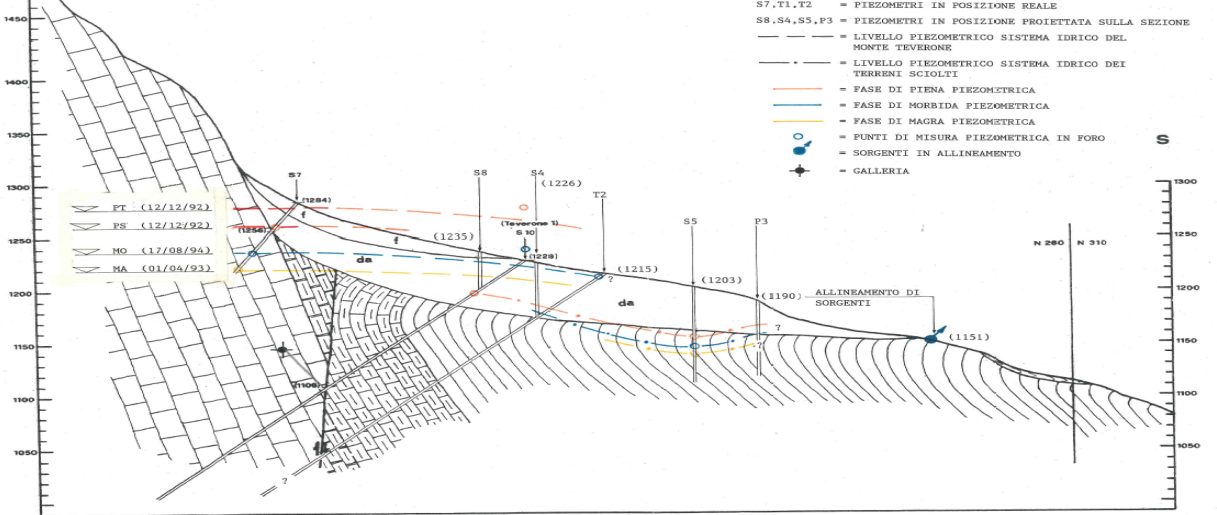 S7,T1,T2 = PIEZOMETRI IN POSIZIONE REALE
S8,S4,S5,P3 = PIEZOMETRI IN POSIZIONE PROIETTATA SULLA SEZIONE
= LIVELLO PIEZOMETRICO SISTEMA IDRICO DEL
MONTE TEVERONE
= LIVELLO PIEZOMETRICO SISTEMA IDRICO DEI
TERRENI SCIOLTI
= FASE DI PIENA PIEZOMETRICA
= FASE DI MORBIDA PIEZOMETRICA
= FASE DI MAGRA PIEZOMETRICA
= PUNTI DI MISURA PIEZOMETRICA IN FORO
= SORGENTI IN ALLINEAMENTO
= GALLERIA
S
1450
1400
1350
1300
1250
1200
1150
1100
1050
PT (12/12/92)
PS (12/12/92)
MO (17/08/94)
MA (01/04/93)
S7
(1284)
f
f
da
(1235)
S8
S4
(1226)
(Teverone 1)
S 10
(1228)
T2
?
(1215)
da
S5
(1203)
P3
(1190)
?
?
ALLINEAMENTO DI
SORGENTI
(1151)
N 280 N 310
1300
1250
1200
1150
1100
1050
?